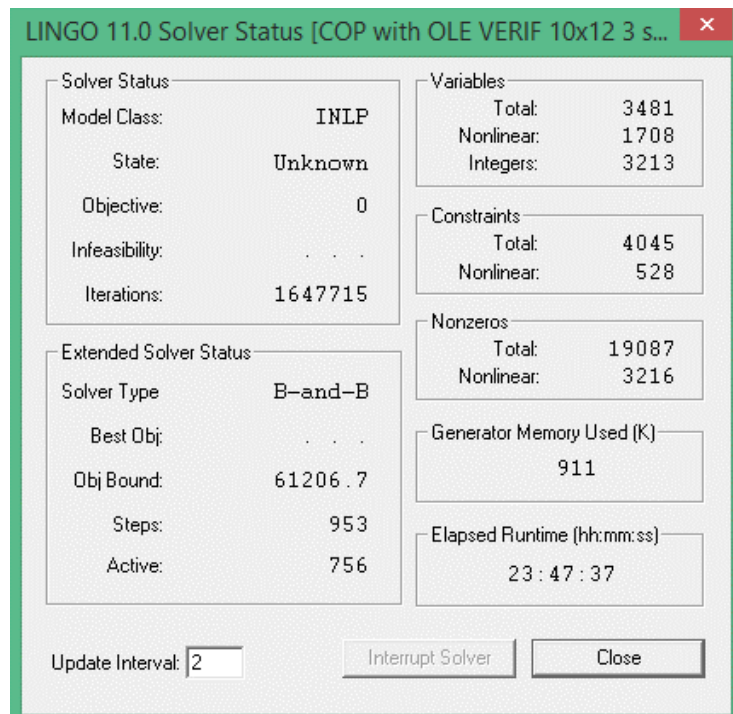 LINGO 11.0 Solver Status [COP with OLE VERIF 10x12 3 s...
Solver Status
Model Class: INLP
State: Unknown
Objective: 0
Infeasibility: . . .
Iterations: 1647715
Extended Solver Status
Solver Type B-and-B
Best Obj: . . .
Obj Bound: 61206.7
Steps: 953
Active: 756
Variables
Total: 3481
Nonlinear: 1708
Integers: 3213
Constraints
Total: 4045
Nonlinear: 528
Nonzeros
Total: 19087
Nonlinear: 3216
Generator Memory Used (K)
911
Elapsed Runtime (hh:mm:ss)
23:47:37
Update Interval: 2
Interrupt Solver
Close